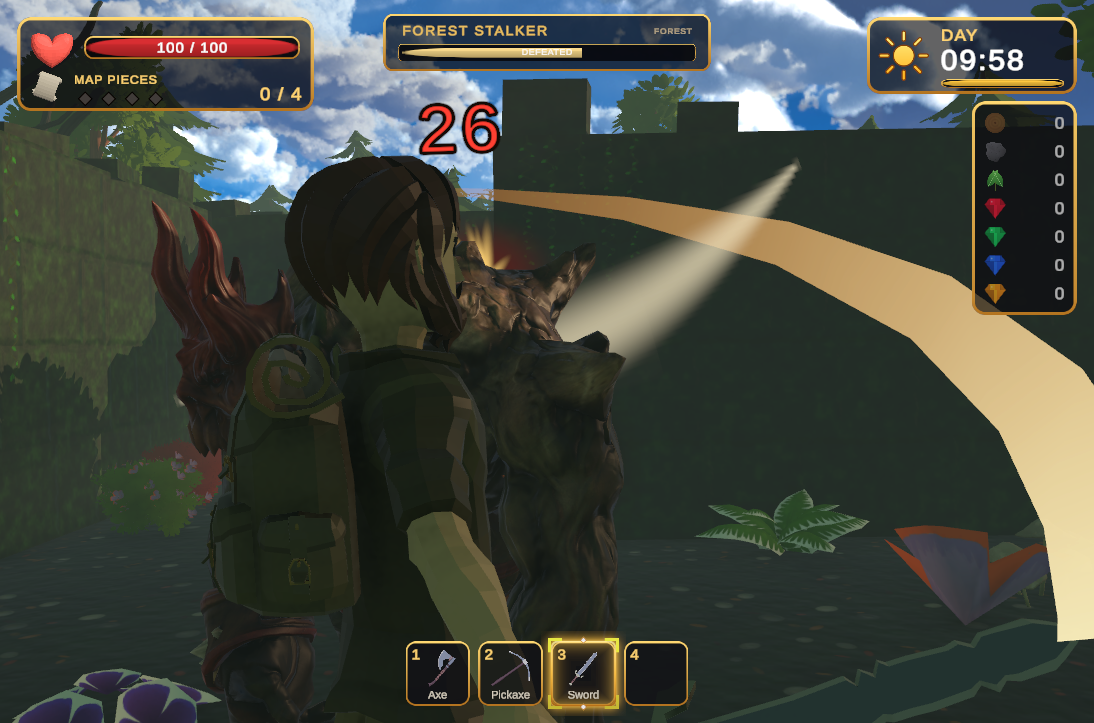 100 / 100
MAP PIECES
0 / 4
FOREST STALKER
FOREST
DEFEATED
DAY
09:58
0
0
0
0
0
0
0
26
1
Axe
2
Pickaxe
3
Sword
4